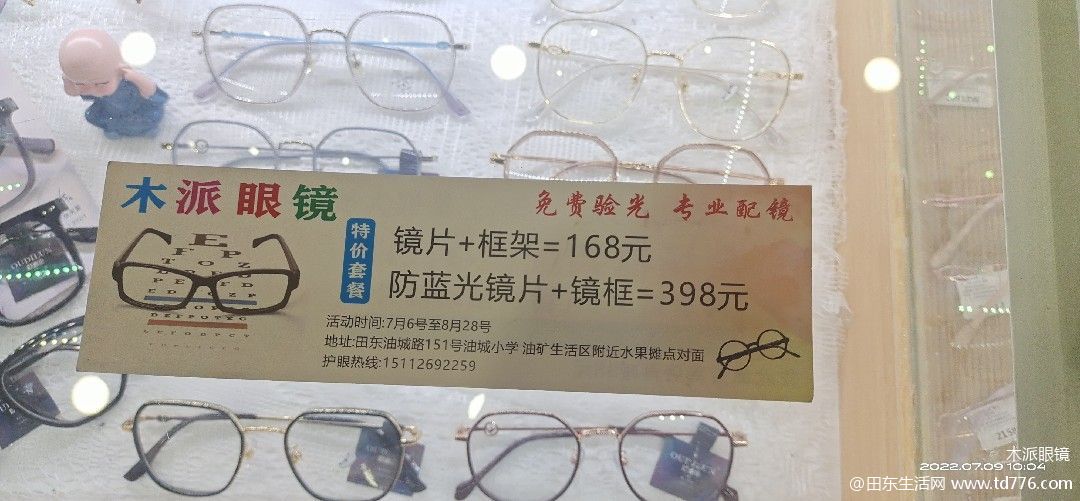 木派眼镜
免费验光 专业配镜
特价套餐
镜片+框架=168元
防蓝光镜片+镜框=398元
活动时间:7月6号至8月28号
地址:田东油城路151号油城小学 油矿生活区附近水果摊点对面
护眼热线:15112692259
E
F P
T O Z
木派眼镜
2022.07.09 10:04
@田东生活网 www.td776.com